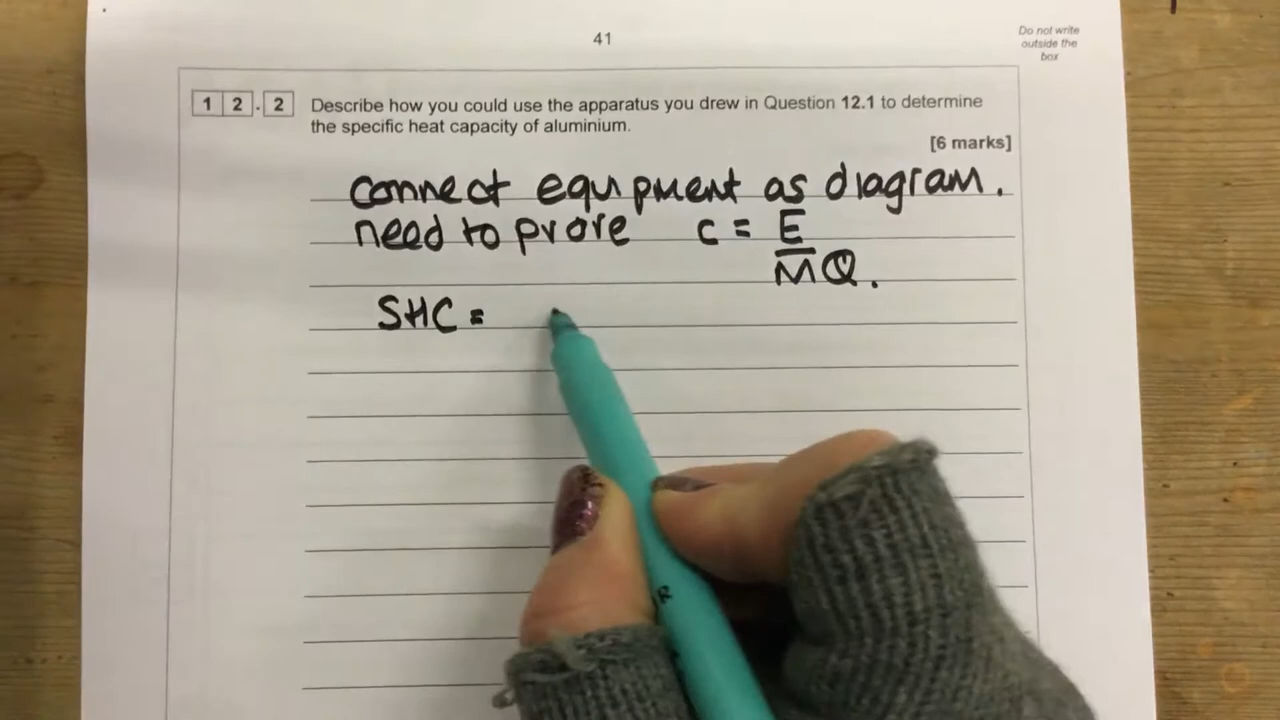 41
Do not write
outside the
box
1 2 . 2 Describe how you could use the apparatus you drew in Question 12.1 to determine
the specific heat capacity of aluminium.
[6 marks]
connect equipment as diagram.
need to prove c = E
MQ.
SHC =
R